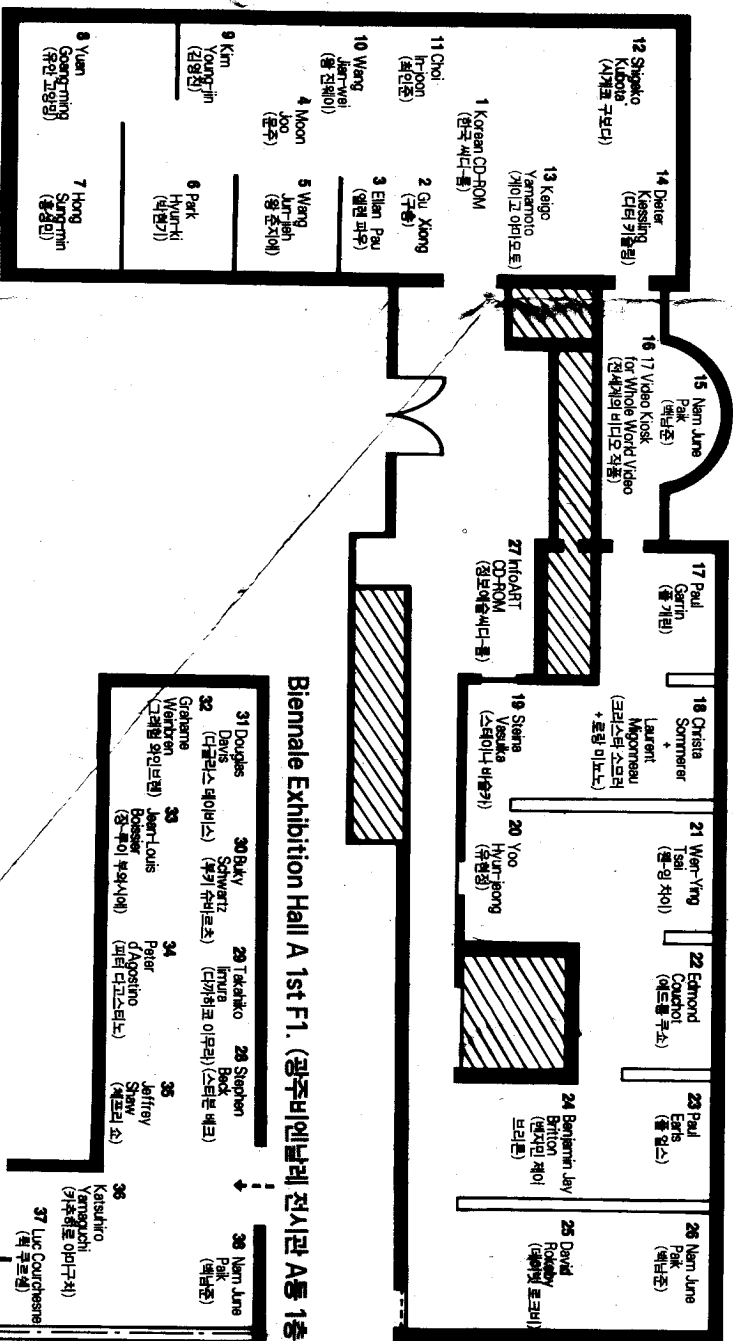 Biennale Exhibition Hall A 1st F1. (광주비엔날레 전시관 A동 1층
1 Korean CD-ROM
(한국 씨디-롬)
2 Gu Xiong
(구숑)
3 Ellen Pau
(엘렌 파우)
4 Moon
Joo
(문주)
5 Wang
Jun-jieh
(왕 준지에)
6 Park
Hyun-ki
(박현기)
7 Hong
Sung-min
(홍성민)
8 Yuan
Goang-ming
(유안 고양밍)
9 Kim
Young-jin
(김영진)
10 Wang
Jian-wei
(왕 진웨이)
11 Choi
In-joon
(최인준)
12 Shigeko
Kubota
(시게코 구보다)
13 Keigo
Yamamoto
(게이고 야마모토)
14 Dieter
Kiessling
(디터 키슬링)
15 Nam June
Paik
(백남준)
16 17 Video Kiosk
for Whole World Video
(전세계의 비디오 작품)
17 Paul
Garrin
(폴 개린)
18 Christa
Sommerer
+
Laurent
Migonneau
(크리스타 소므러
+ 로랑 미뇨노)
19 Steina
Vasulka
(스테이나 바술카)
20 Yoo
Hyun-jeong
(유현정)
21 Wen-Ying
Tsai
(웬-잉 차이)
22 Edmond
Couchot
(에드몽 쿠쇼)
23 Paul
Earls
(폴 얼스)
24 Benjamin Jay
Britton
(벤자민 제이
브리튼)
25 David
Rokeby
(데이빗 로크비)
26 Nam June
Paik
(백남준)
27 InfoART
CD-ROM
(정보예술씨디-롬)
28 Stephen
Beck
(스티븐 베크)
29 Takahiko
Iimura
(다까히코 이무라)
30 Buky
Schwartz
(부키 슈바르츠)
31 Douglas
Davis
(더글라스 데이비스)
32
Grahame
Weinbren
(그레험 와인브렌)
33
Jean-Louis
Boissier
(장-루이 부와시에)
34
Peter
d'Agostino
(피터 다고스티노)
35
Jeffrey
Shaw
(제프리 쇼)
36
Katsuhiro
Yamaguchi
(카추히로 야마구치)
37 Luc Courchesne
(뤽 쿠르셴)
38 Nam June
Paik
(백남준)